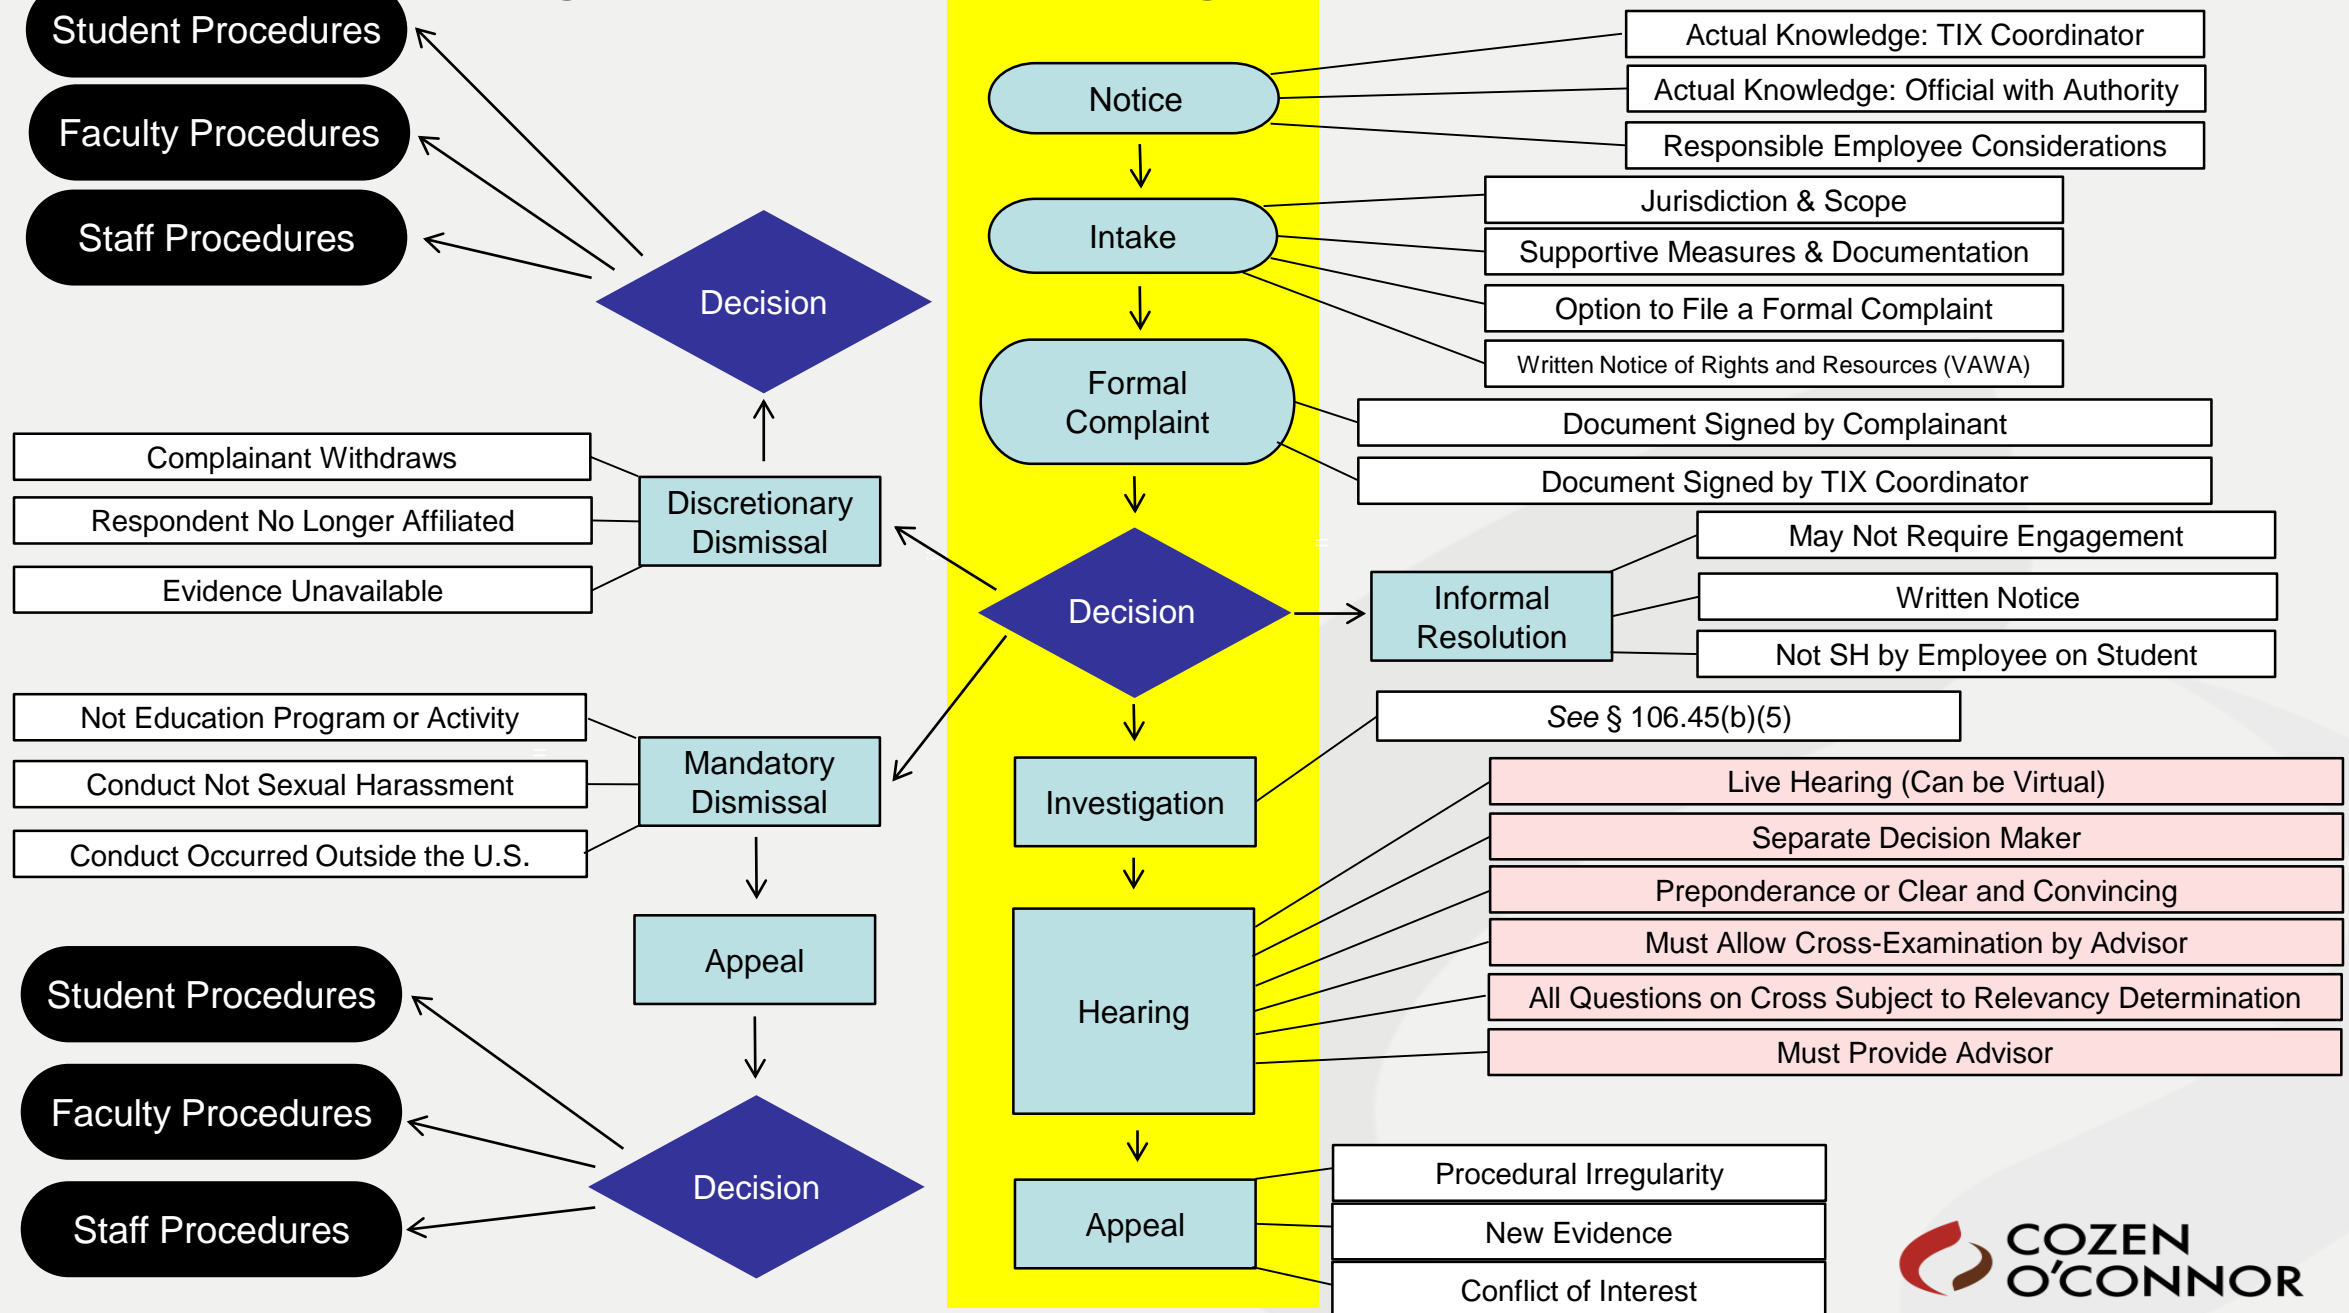 Student Procedures
Faculty Procedures
Staff Procedures
Decision
Complainant Withdraws
Respondent No Longer Affiliated
Evidence Unavailable
Discretionary
Dismissal
Not Education Program or Activity
Conduct Not Sexual Harassment
Conduct Occurred Outside the U.S.
Mandatory
Dismissal
Appeal
Student Procedures
Faculty Procedures
Staff Procedures
Decision
Notice
Intake
Formal
Complaint
Decision
Investigation
Hearing
Appeal
Actual Knowledge: TIX Coordinator
Actual Knowledge: Official with Authority
Responsible Employee Considerations
Jurisdiction & Scope
Supportive Measures & Documentation
Option to File a Formal Complaint
Written Notice of Rights and Resources (VAWA)
Document Signed by Complainant
Document Signed by TIX Coordinator
Informal
Resolution
May Not Require Engagement
Written Notice
Not SH by Employee on Student
See § 106.45(b)(5)
Live Hearing (Can be Virtual)
Separate Decision Maker
Preponderance or Clear and Convincing
Must Allow Cross-Examination by Advisor
All Questions on Cross Subject to Relevancy Determination
Must Provide Advisor
Procedural Irregularity
New Evidence
Conflict of Interest
COZEN
O'CONNOR